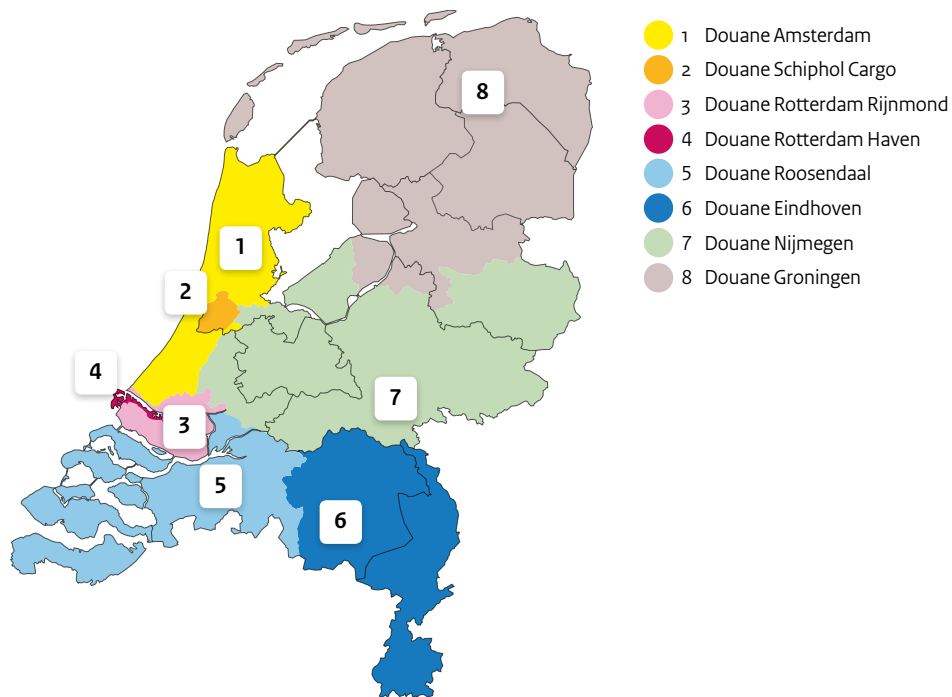 1 Douane Amsterdam
2 Douane Schiphol Cargo
3 Douane Rotterdam Rijnmond
4 Douane Rotterdam Haven
5 Douane Roosendaal
6 Douane Eindhoven
7 Douane Nijmegen
8 Douane Groningen
8
1
2
4
7
3
5
6